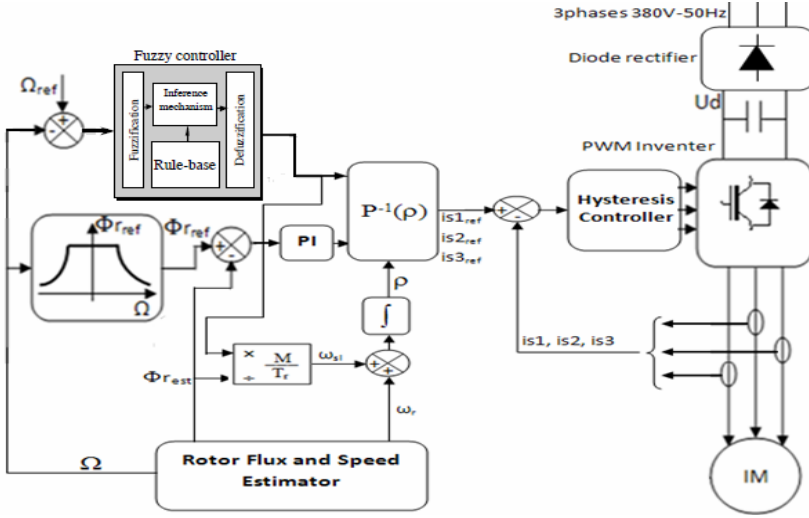 3phases 380V-50Hz
Fuzzy controller
Diode rectifier
Ωref
+
-
Fuzzification
Inference
mechanism
Rule-base
Defuzzification
Ud
PWM Inventer
P⁻¹(ρ)
is1ref
is2ref
is3ref
+
-
Hysteresis
Controller
Φrref
Φrref
Ω
+
-
PI
ρ
∫
is1, is2, is3
×
÷
M
Tr
ωsl
+
+
Φrest
ωr
Ω
Rotor Flux and Speed
Estimator
IM